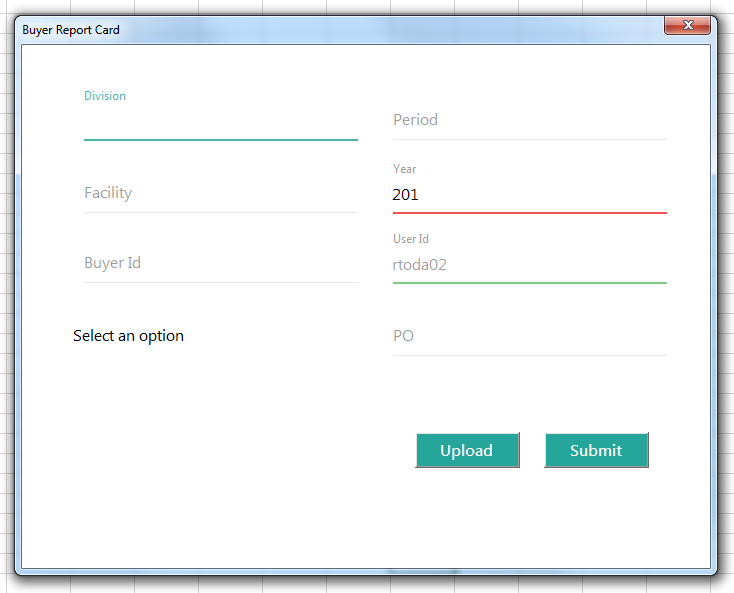 Buyer Report Card
Division
Period
Year
Facility
201
User Id
Buyer Id
rtoda02
Select an option
PO
Upload
Submit